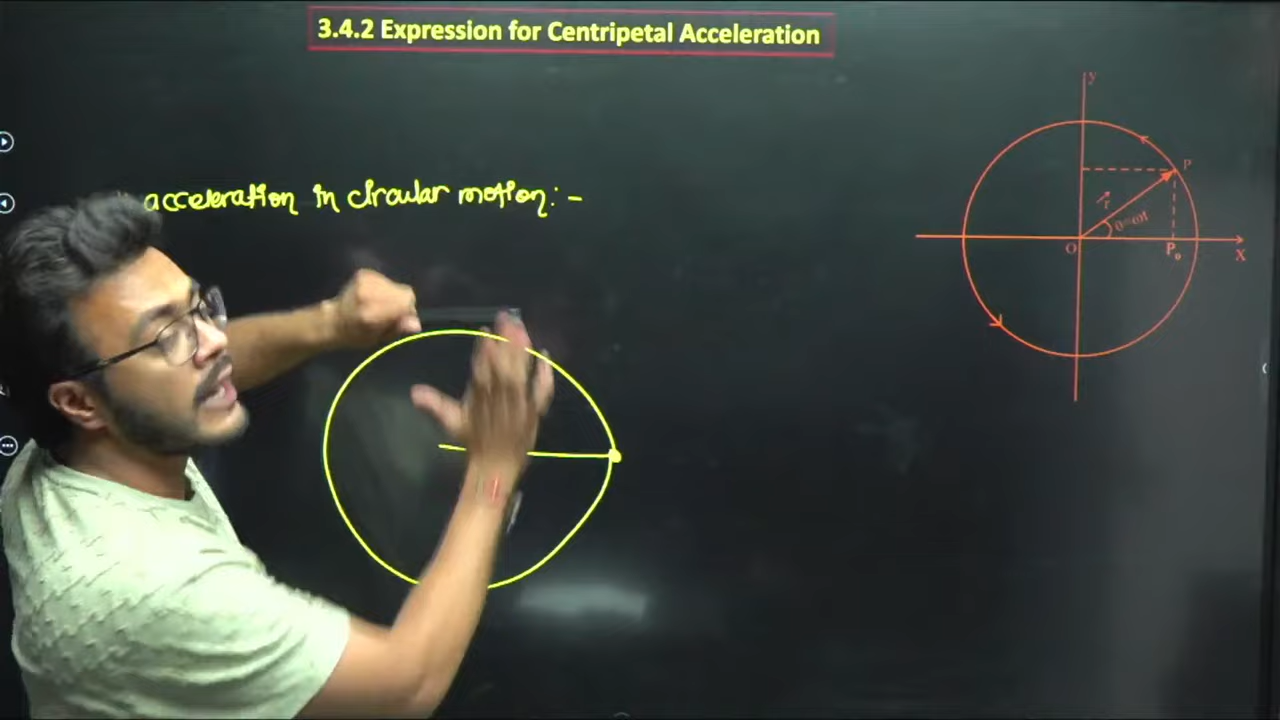 3.4.2 Expression for Centripetal Acceleration
acceleration in circular motion:-
y
P
r
θ=ωt
O
P₀
X